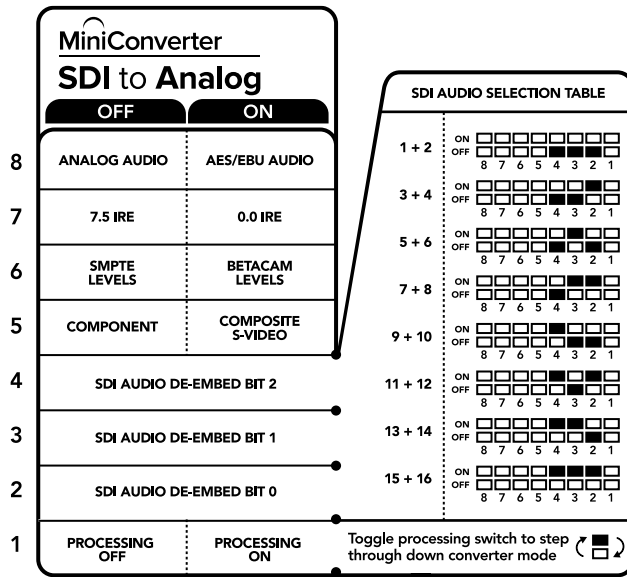 MiniConverter
SDI to Analog
OFF ON
8 ANALOG AUDIO AES/EBU AUDIO
7 7.5 IRE 0.0 IRE
6 SMPTE LEVELS BETACAM LEVELS
5 COMPONENT COMPOSITE S-VIDEO
4 SDI AUDIO DE-EMBED BIT 2
3 SDI AUDIO DE-EMBED BIT 1
2 SDI AUDIO DE-EMBED BIT 0
1 PROCESSING OFF PROCESSING ON
SDI AUDIO SELECTION TABLE
1 + 2 ON
OFF
8 7 6 5 4 3 2 1
3 + 4 ON
OFF
8 7 6 5 4 3 2 1
5 + 6 ON
OFF
8 7 6 5 4 3 2 1
7 + 8 ON
OFF
8 7 6 5 4 3 2 1
9 + 10 ON
OFF
8 7 6 5 4 3 2 1
11 + 12 ON
OFF
8 7 6 5 4 3 2 1
13 + 14 ON
OFF
8 7 6 5 4 3 2 1
15 + 16 ON
OFF
8 7 6 5 4 3 2 1
Toggle processing switch to step
through down converter mode